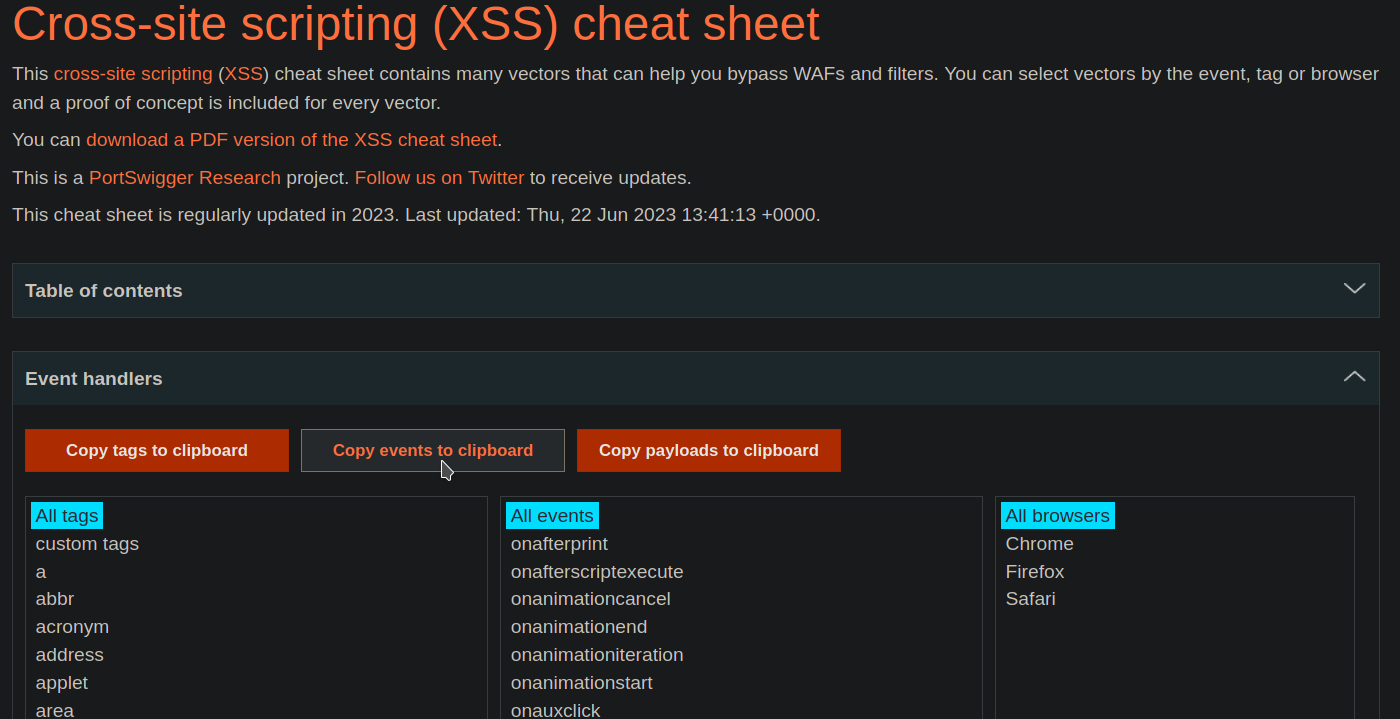 Cross-site scripting (XSS) cheat sheet
This cross-site scripting (XSS) cheat sheet contains many vectors that can help you bypass WAFs and filters. You can select vectors by the event, tag or browser
and a proof of concept is included for every vector.
You can download a PDF version of the XSS cheat sheet.
This is a PortSwigger Research project. Follow us on Twitter to receive updates.
This cheat sheet is regularly updated in 2023. Last updated: Thu, 22 Jun 2023 13:41:13 +0000.
Table of contents
Event handlers
Copy tags to clipboard
Copy events to clipboard
Copy payloads to clipboard
All tags
custom tags
a
abbr
acronym
address
applet
area
All events
onafterprint
onafterscriptexecute
onanimationcancel
onanimationend
onanimationiteration
onanimationstart
onauxclick
All browsers
Chrome
Firefox
Safari